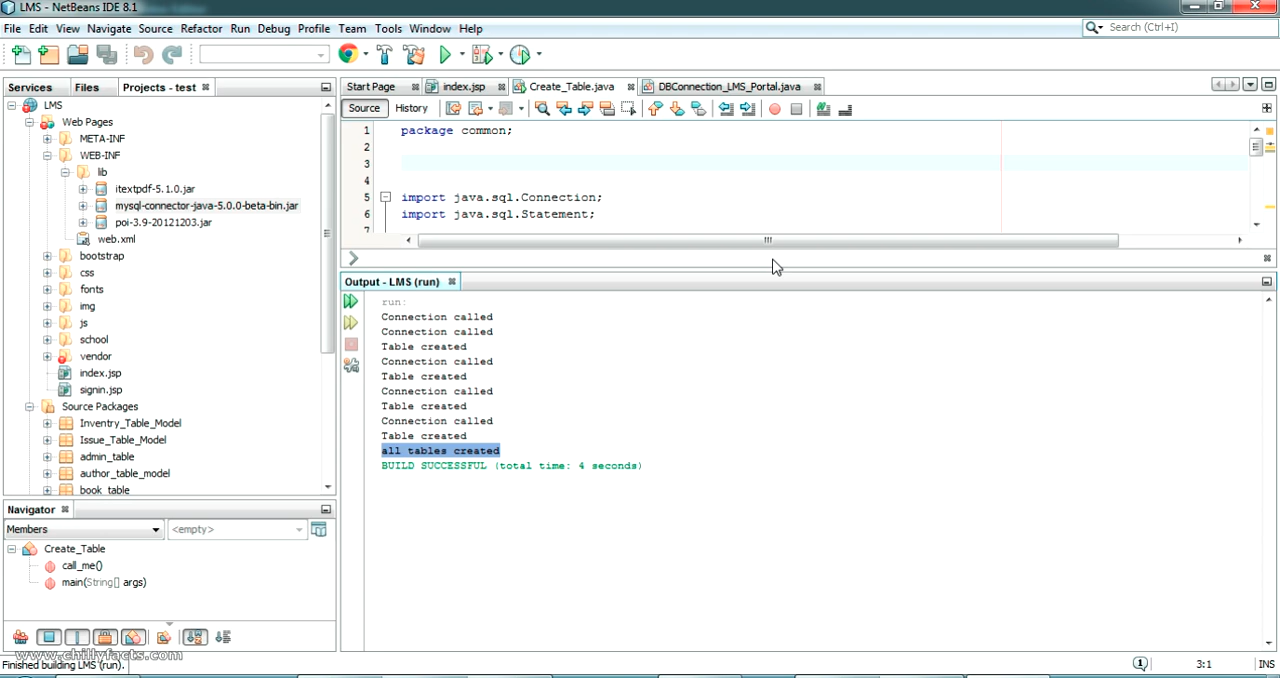 LMS - NetBeans IDE 8.1
File Edit View Navigate Source Refactor Run Debug Profile Team Tools Window Help
Search (Ctrl+I)
Services Files Projects - test
Start Page index.jsp Create_Table.java DBConnection_LMS_Portal.java
Source History
LMS
Web Pages
META-INF
WEB-INF
lib
itextpdf-5.1.0.jar
mysql-connector-java-5.0.0-beta-bin.jar
poi-3.9-20121203.jar
web.xml
bootstrap
css
fonts
img
js
school
vendor
index.jsp
signin.jsp
Source Packages
Inventry_Table_Model
Issue_Table_Model
admin_table
author_table_model
book_table
1 package common;
2
3
4
5 import java.sql.Connection;
6 import java.sql.Statement;
7
Output - LMS (run)
run:
Connection called
Connection called
Table created
Connection called
Table created
Connection called
Table created
Connection called
Table created
all tables created
BUILD SUCCESSFUL (total time: 4 seconds)
Navigator
Members <empty>
Create_Table
call_me()
main(String[] args)
www.chillyfacts.com
Finished building LMS (run).
1 3:1 INS